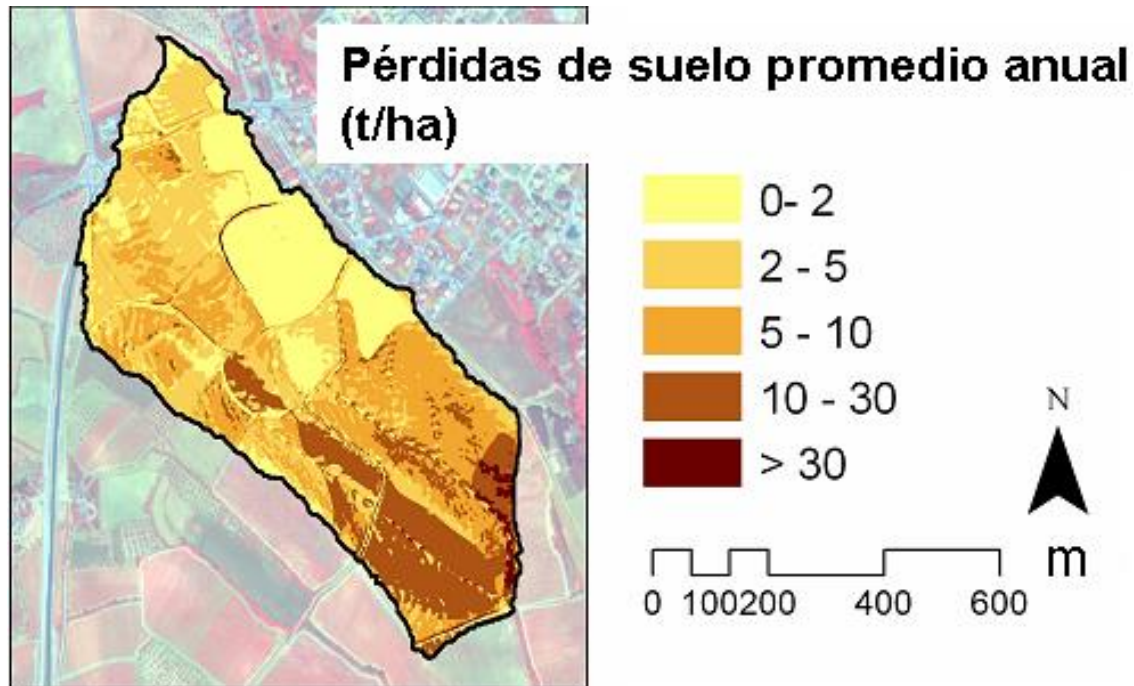 Pérdidas de suelo promedio anual
(t/ha)
0- 2
2 - 5
5 - 10
10 - 30
> 30
N
m
0 100200 400 600